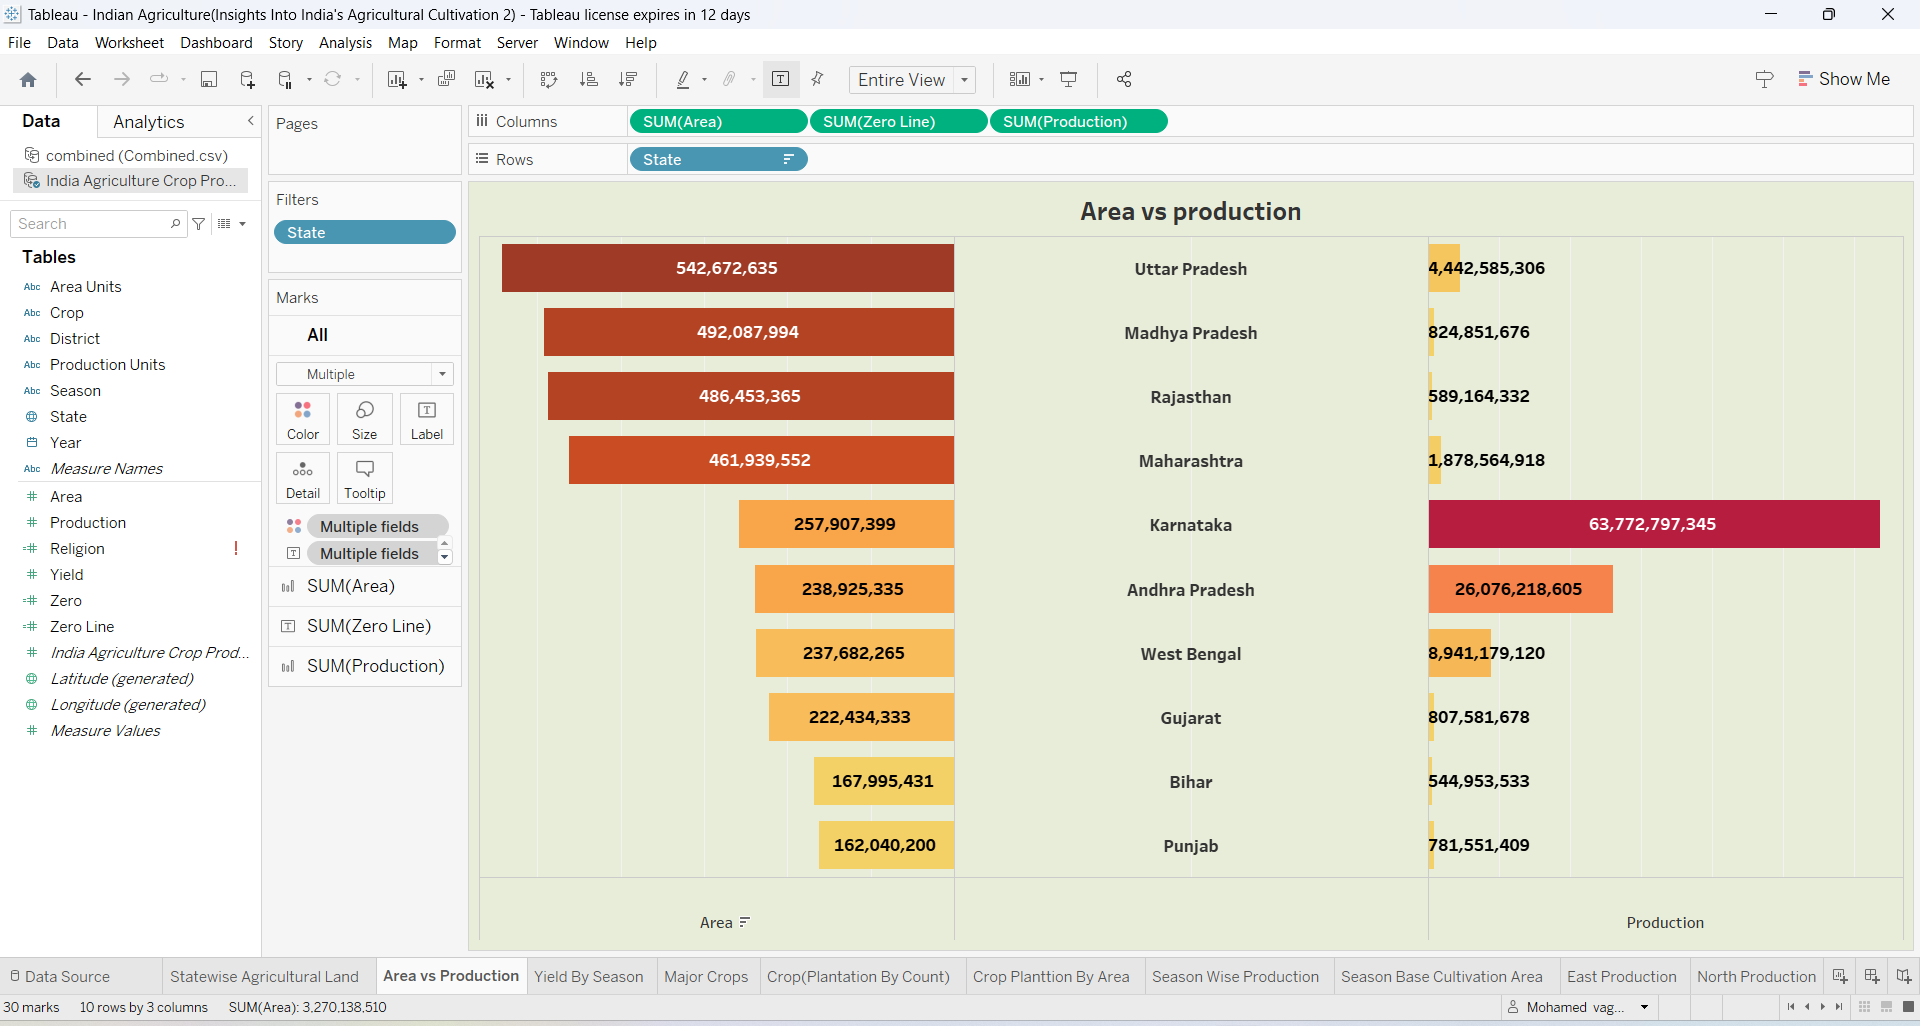 Tableau - Indian Agriculture(Insights Into India's Agricultural Cultivation 2) - Tableau license expires in 12 days
File Data Worksheet Dashboard Story Analysis Map Format Server Window Help
Entire View
Show Me
Data
Analytics
combined (Combined.csv)
India Agriculture Crop Pro...
Search
Tables
Abc Area Units
Abc Crop
Abc District
Abc Production Units
Abc Season
State
Year
Abc Measure Names
Area
Production
Religion !
Yield
Zero
Zero Line
India Agriculture Crop Prod...
Latitude (generated)
Longitude (generated)
Measure Values
Pages
Filters
State
Marks
All
Multiple
Color Size Label
Detail Tooltip
Multiple fields
Multiple fields
SUM(Area)
SUM(Zero Line)
SUM(Production)
Columns SUM(Area) SUM(Zero Line) SUM(Production)
Rows State
Area vs production
542,672,635 Uttar Pradesh 4,442,585,306
492,087,994 Madhya Pradesh 824,851,676
486,453,365 Rajasthan 589,164,332
461,939,552 Maharashtra 1,878,564,918
257,907,399 Karnataka 63,772,797,345
238,925,335 Andhra Pradesh 26,076,218,605
237,682,265 West Bengal 8,941,179,120
222,434,333 Gujarat 807,581,678
167,995,431 Bihar 544,953,533
162,040,200 Punjab 781,551,409
Area Production
Data Source Statewise Agricultural Land Area vs Production Yield By Season Major Crops Crop(Plantation By Count) Crop Planttion By Area Season Wise Production Season Base Cultivation Area East Production North Production
30 marks 10 rows by 3 columns SUM(Area): 3,270,138,510 Mohamed vag...